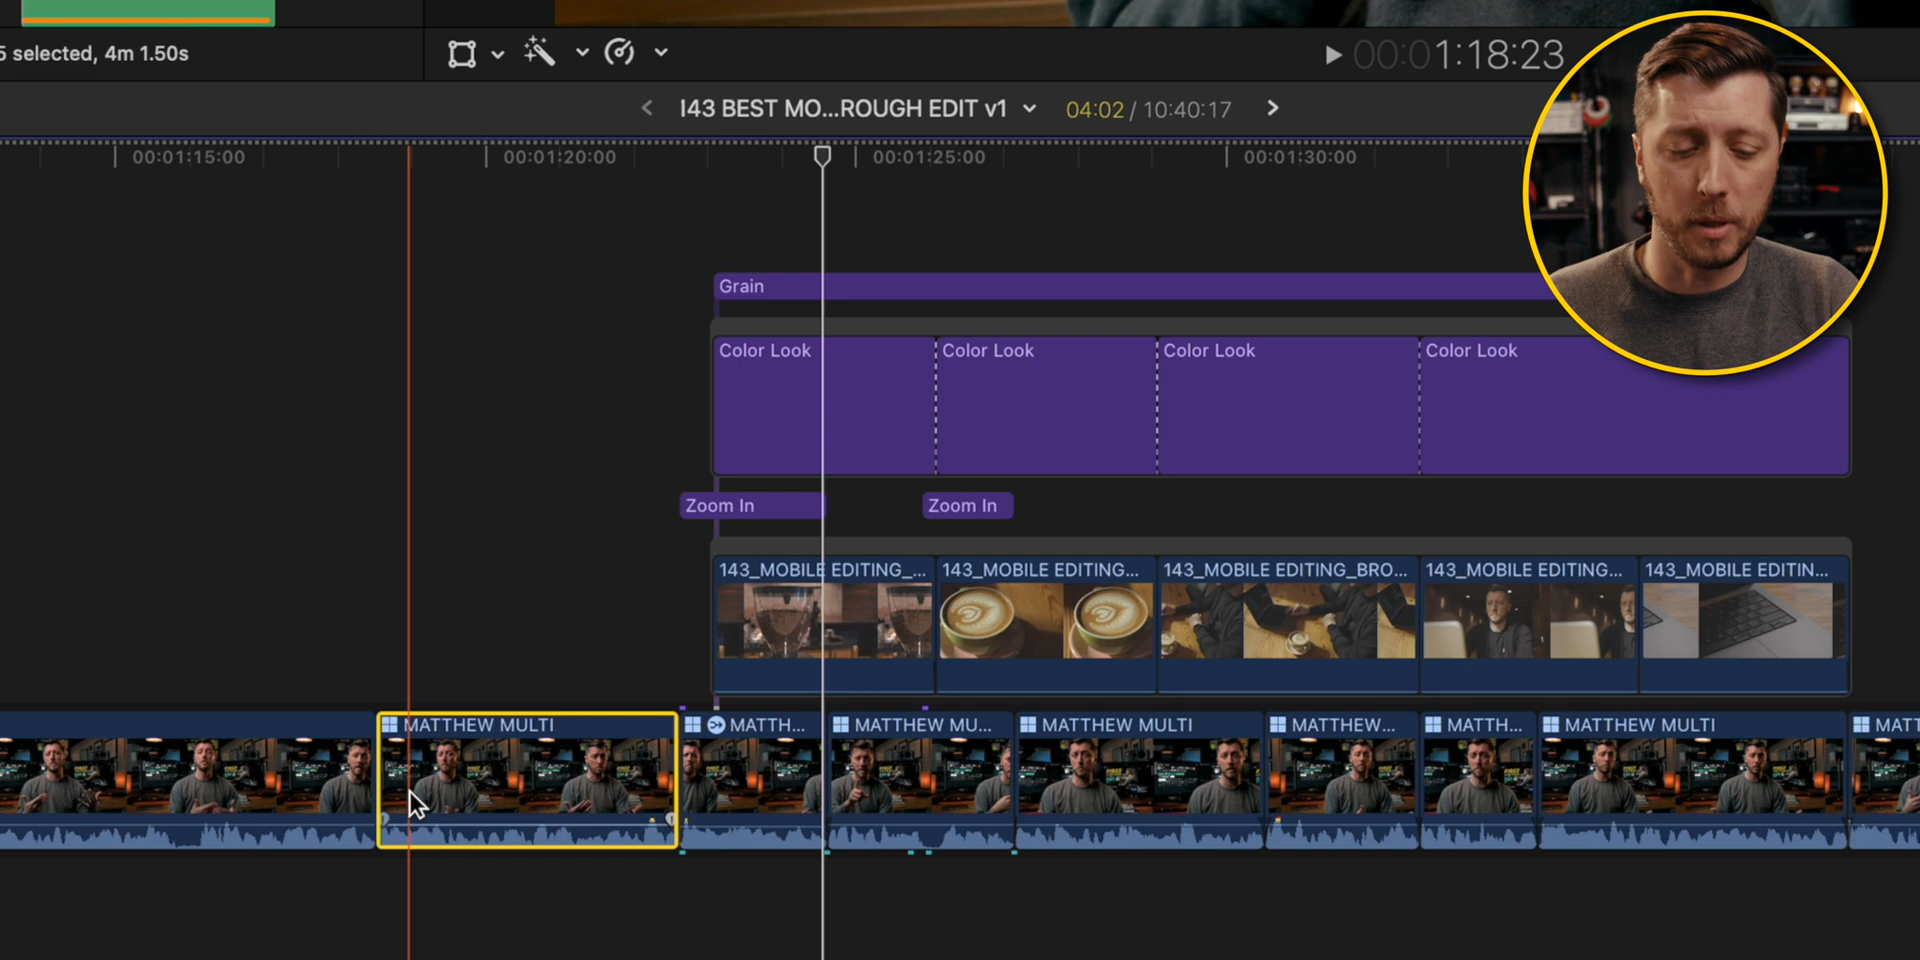 5 selected, 4m 1.50s
00:01:18:23
I43 BEST MO...ROUGH EDIT v1
04:02 / 10:40:17
00:01:15:00
00:01:20:00
00:01:25:00
00:01:30:00
Grain
Color Look
Color Look
Color Look
Color Look
Zoom In
Zoom In
143_MOBILE EDITING_...
143_MOBILE EDITING...
143_MOBILE EDITING_BRO...
143_MOBILE EDITING...
143_MOBILE EDITIN...
MATTHEW MULTI
MATTH...
MATTHEW MU...
MATTHEW MULTI
MATTHEW...
MATTH...
MATTHEW MULTI
MATT